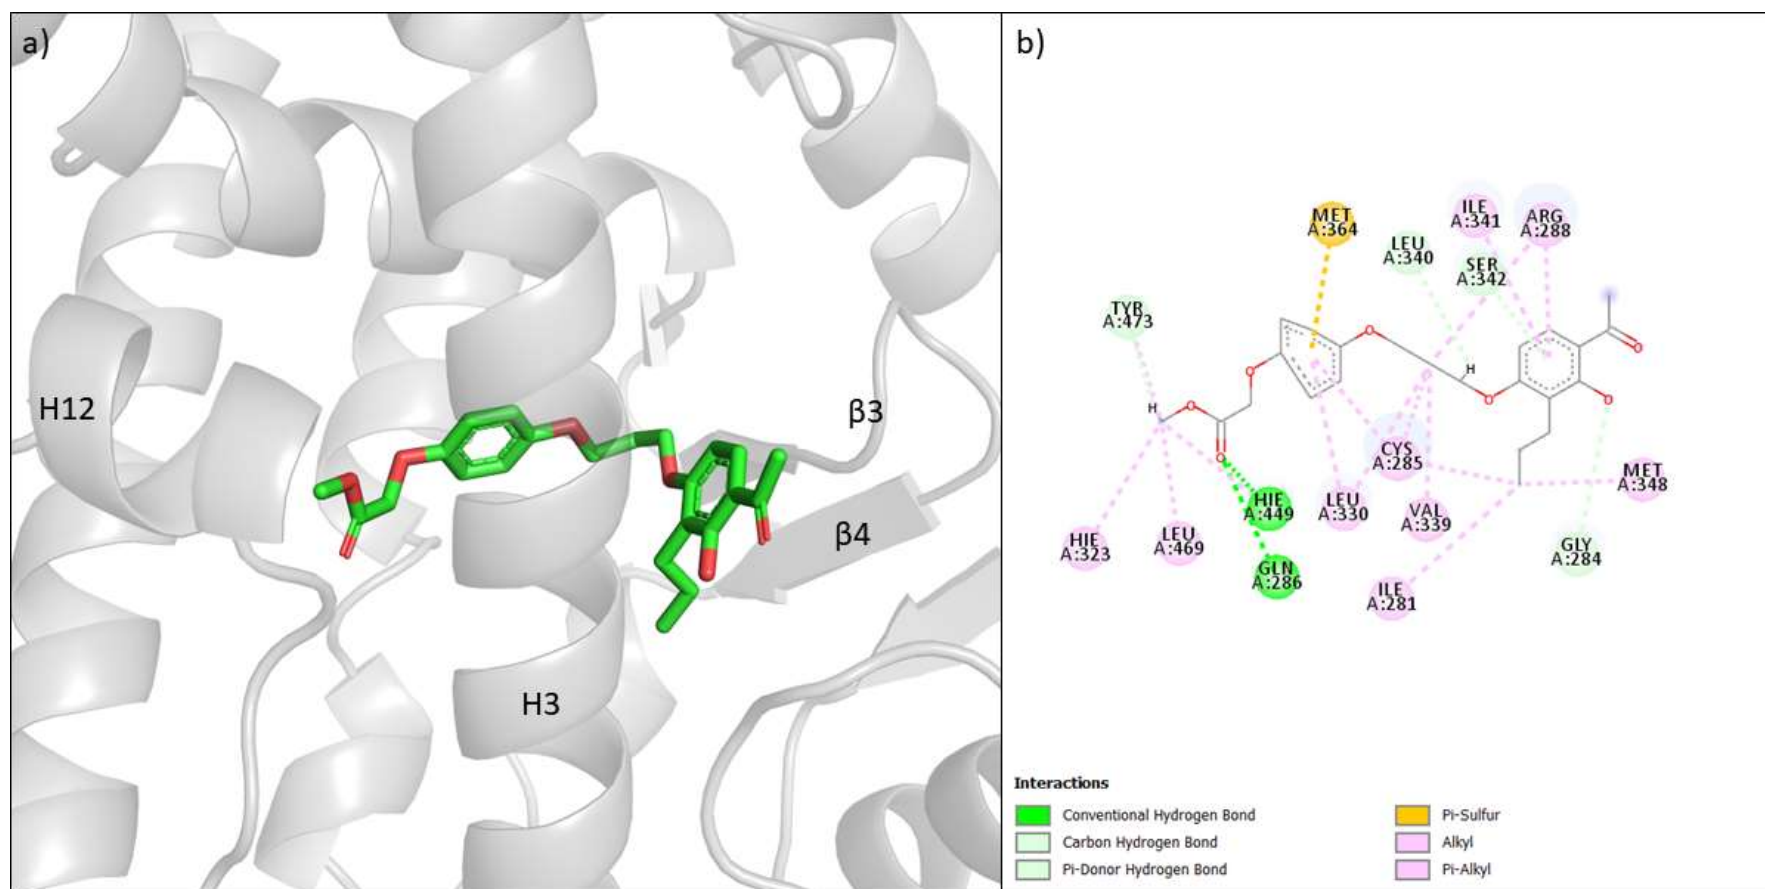 a)
H12
β3
β4
H3
b)
MET
A:364
ILE
A:341
ARG
A:288
LEU
A:340
SER
A:342
TYR
A:473
H
O
H
O
O
O
O
O
O
O
CYS
A:285
MET
A:348
HIE
A:449
LEU
A:330
VAL
A:339
HIE
A:323
LEU
A:469
GLY
A:284
GLN
A:286
ILE
A:281
Interactions
Conventional Hydrogen Bond
Carbon Hydrogen Bond
Pi-Donor Hydrogen Bond
Pi-Sulfur
Alkyl
Pi-Alkyl